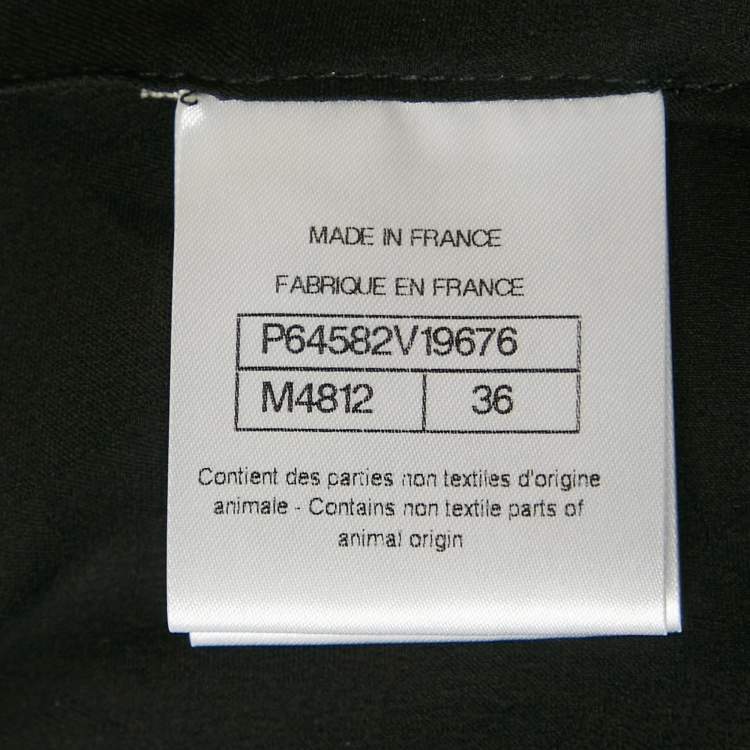 MADE IN FRANCE
FABRIQUE EN FRANCE
P64582V19676
M4812 36
Contient des parties non textiles d'origine
animale - Contains non textile parts of
animal origin